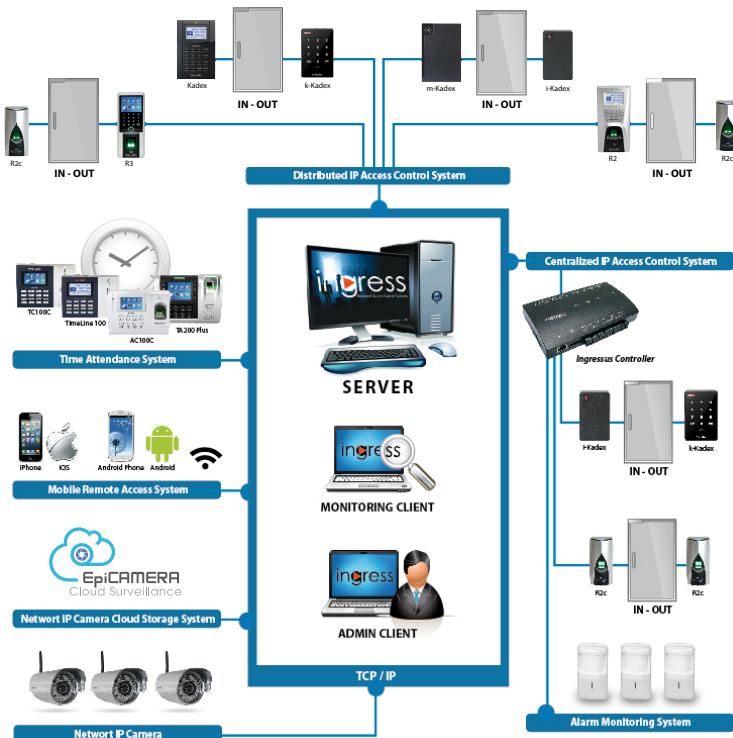 Kadex
k-Kadex
IN - OUT
m-Kadex
i-Kadex
IN - OUT
R2c
R3
IN - OUT
R2
R2c
IN - OUT
Distributed IP Access Control System
ingress
SERVER
TC100C
TimeLine 100
AC100C
TA200 Plus
Time Attendance System
Centralized IP Access Control System
Ingressus Controller
i-Kadex
k-Kadex
IN - OUT
iPhone
iOS
Android Phone
Android
Mobile Remote Access System
ingress
MONITORING CLIENT
EpiCAMERA
Cloud Surveillance
Networt IP Camera Cloud Storage System
ingress
ADMIN CLIENT
R2c
R2c
IN - OUT
TCP / IP
Networt IP Camera
Alarm Monitoring System